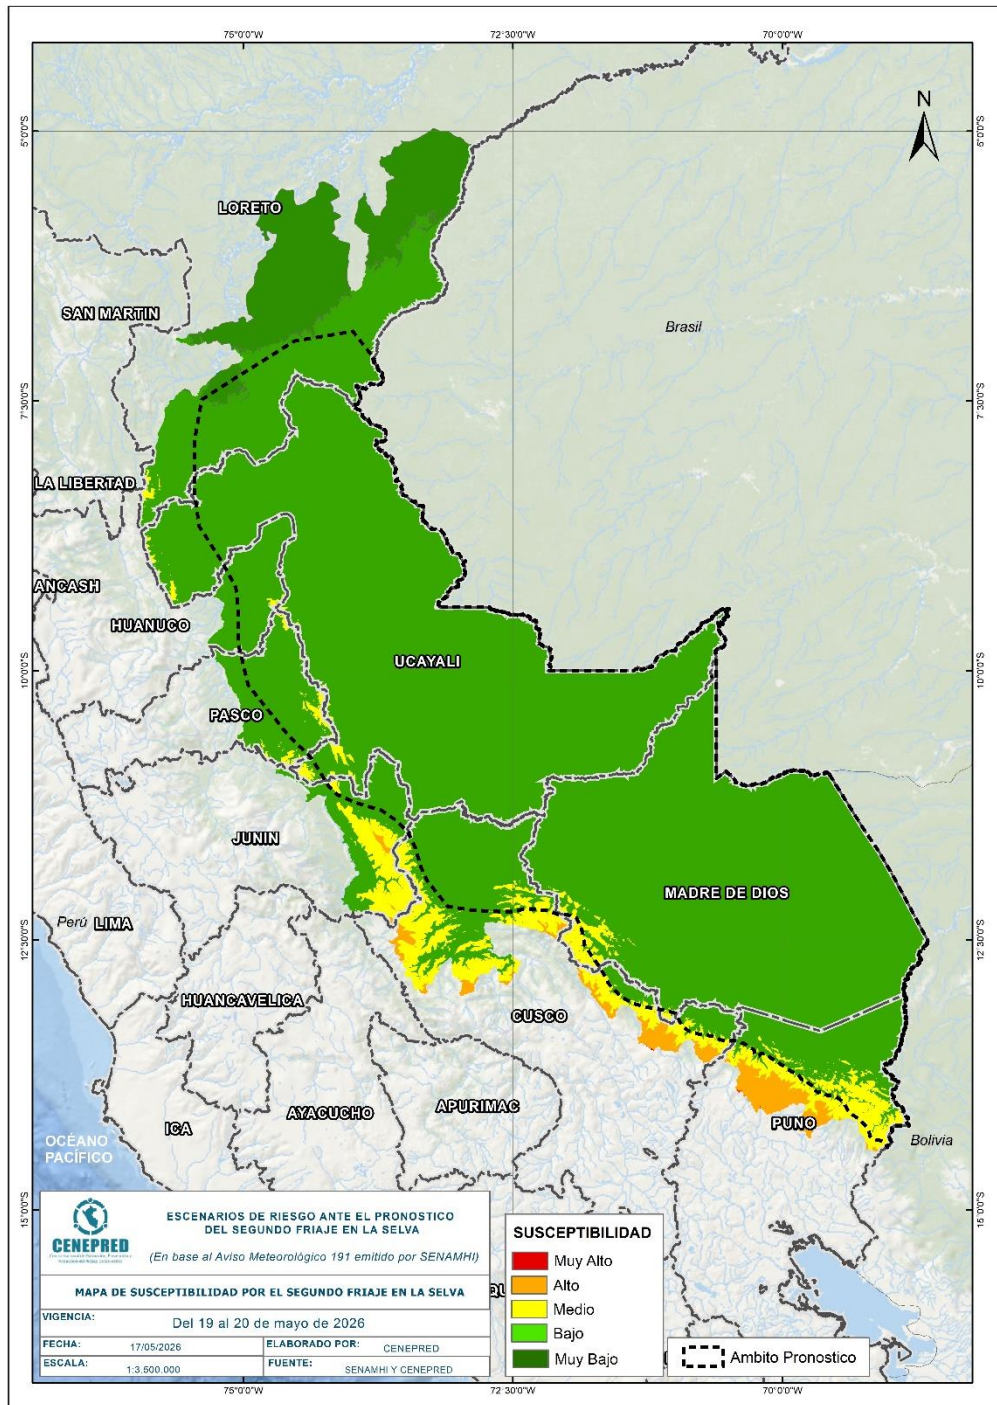 75°0'0"O
72°30'0"O
70°0'0"O
N
5°0'0"S
5°0'0"S
LORETO
SAN MARTIN
Brasil
7°30'0"S
7°30'0"S
LA LIBERTAD
ANCASH
HUANUCO
UCAYALI
10°0'0"S
10°0'0"S
PASCO
JUNIN
MADRE DE DIOS
Perú
LIMA
12°30'0"S
12°30'0"S
HUANCAVELICA
CUSCO
APURIMAC
AYACUCHO
ICA
PUNO
Bolivia
OCÉANO
PACÍFICO
15°0'0"S
15°0'0"S
CENEPRED
ESCENARIOS DE RIESGO ANTE EL PRONOSTICO
DEL SEGUNDO FRIAJE EN LA SELVA
(En base al Aviso Meteorológico 191 emitido por SENAMHI)
MAPA DE SUSCEPTIBILIDAD POR EL SEGUNDO FRIAJE EN LA SELVA
VIGENCIA:
Del 19 al 20 de mayo de 2026
FECHA:
17/05/2026
ELABORADO POR:
CENEPRED
ESCALA:
1:3.500.000
FUENTE:
SENAMHI Y CENEPRED
SUSCEPTIBILIDAD
Muy Alto
Alto
Medio
Bajo
Muy Bajo
Ambito Pronostico
75°0'0"O
72°30'0"O
70°0'0"O